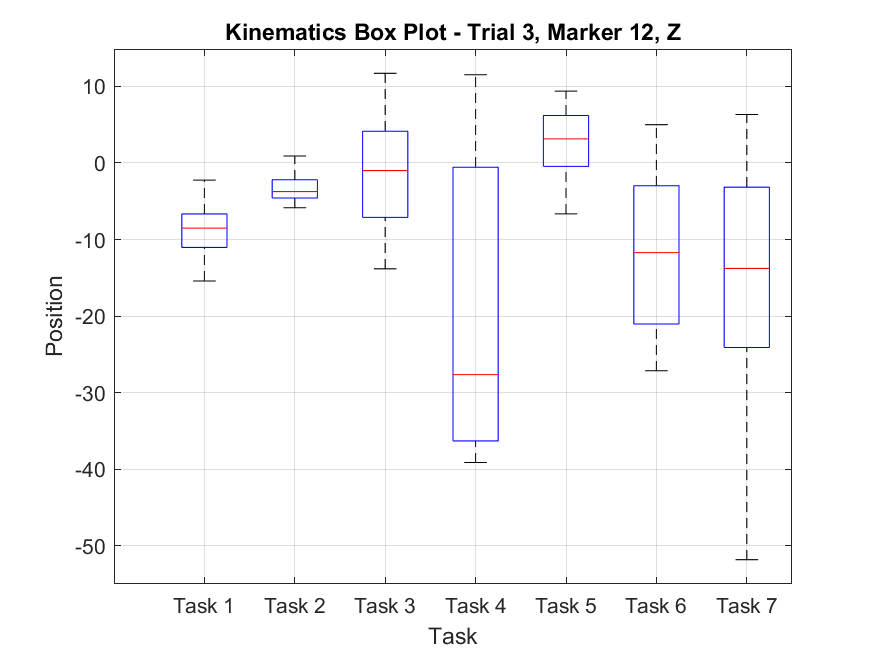 Kinematics Box Plot - Trial 3, Marker 12, Z
Position
10
0
-10
-20
-30
-40
-50
Task 1 Task 2 Task 3 Task 4 Task 5 Task 6 Task 7
Task